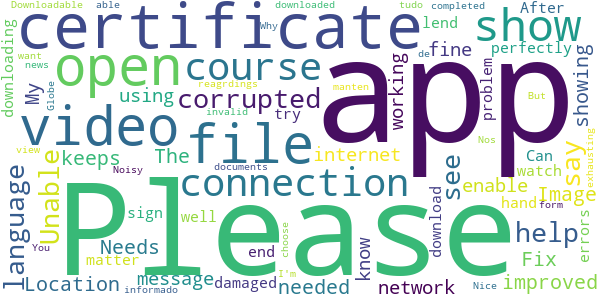 Downloadable able downloaded tudo completed
certificate Why After lend show
downloading want news Globe My open course fine perfectly
reagrdings corrupted try working problem showing
video using invalid manten de But
file internet Nos
language Unable keeps The documents see Can say exhausting
view Noisy connection enable watch
app
Please sign well hand Image
You Needs end know download form help errors
matter message needed choose I'm Fix
Location informado damaged network Nice improved